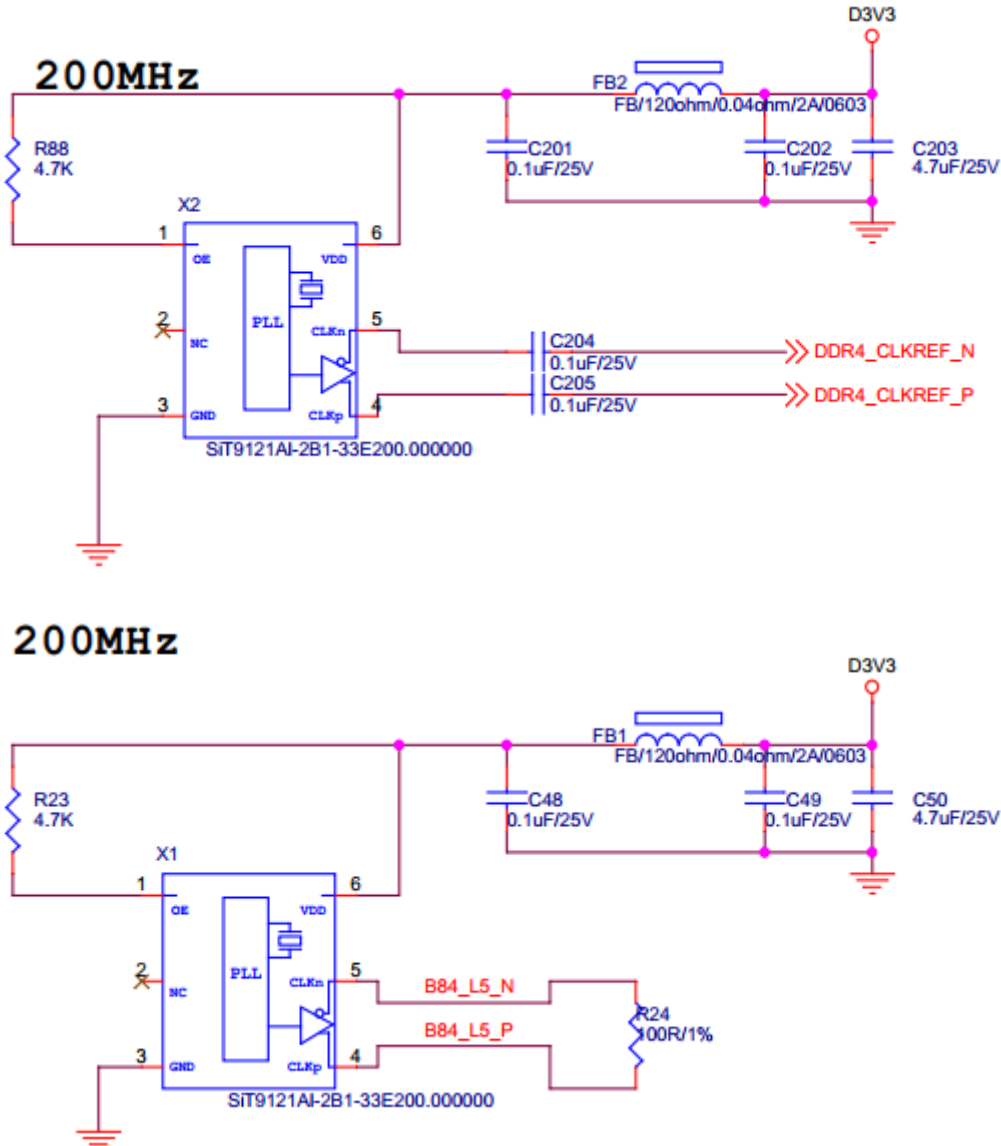 D3V3
200MHz
FB2
FB/120ohm/0.04ohm/2A/0603
R88
4.7K
C201
0.1uF/25V
C202
0.1uF/25V
C203
4.7uF/25V
X2
1
6
OE
VDD
PLL
2
5
NC
CLKn
C204
0.1uF/25V
DDR4_CLKREF_N
C205
0.1uF/25V
DDR4_CLKREF_P
3
4
GND
CLKp
SiT9121AI-2B1-33E200.000000
200MHz
D3V3
FB1
FB/120ohm/0.04ohm/2A/0603
R23
4.7K
C48
0.1uF/25V
C49
0.1uF/25V
C50
4.7uF/25V
X1
1
6
OE
VDD
PLL
2
5
NC
CLKn
B84_L5_N
R24
100R/1%
B84_L5_P
3
4
GND
CLKp
SiT9121AI-2B1-33E200.000000